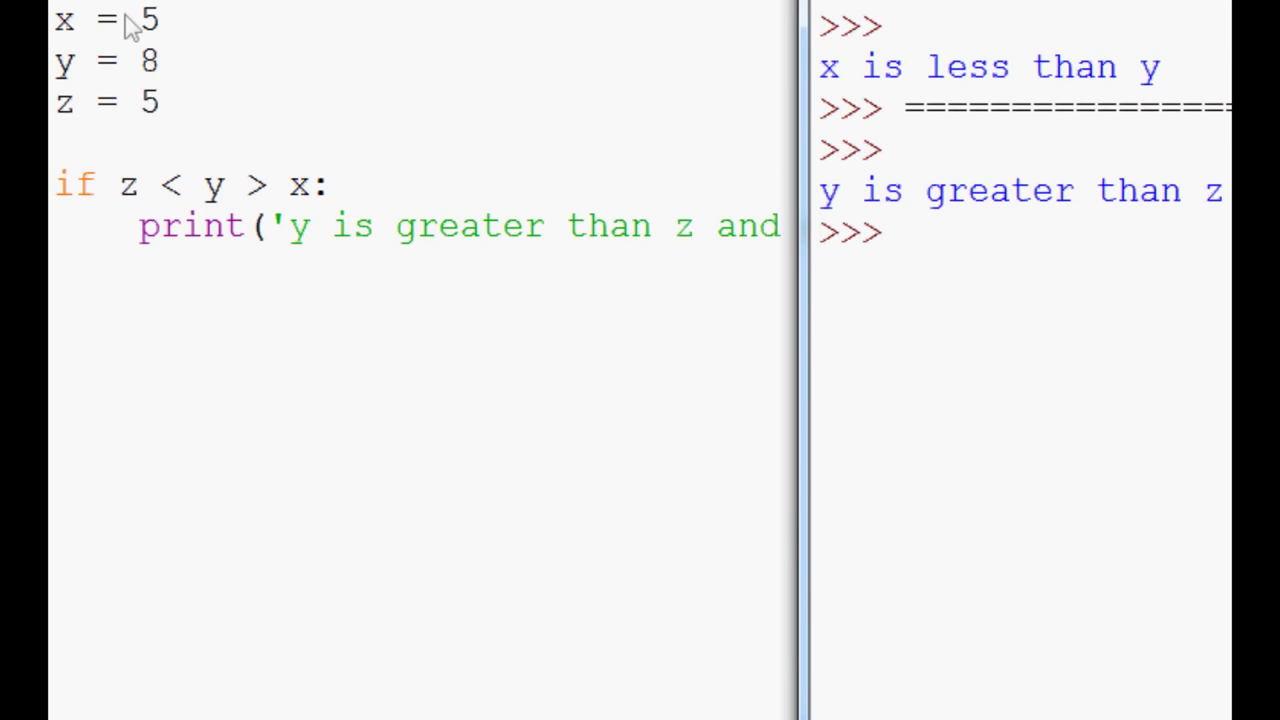 x = 5
y = 8
z = 5
if z < y > x:
    print('y is greater than z and
>>>
x is less than y
>>> ================
>>>
y is greater than z
>>>